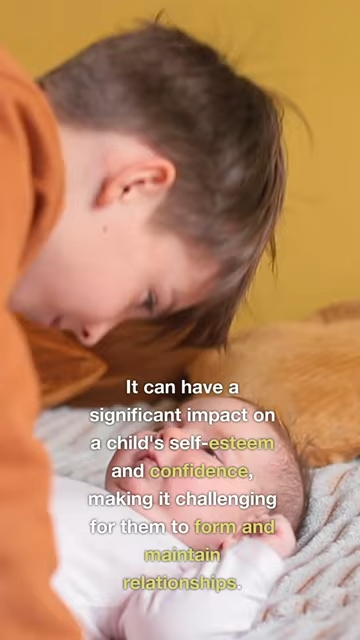 It can have a
significant impact on
a child's self-esteem
and confidence,
making it challenging
for them to form and
maintain
relationships.